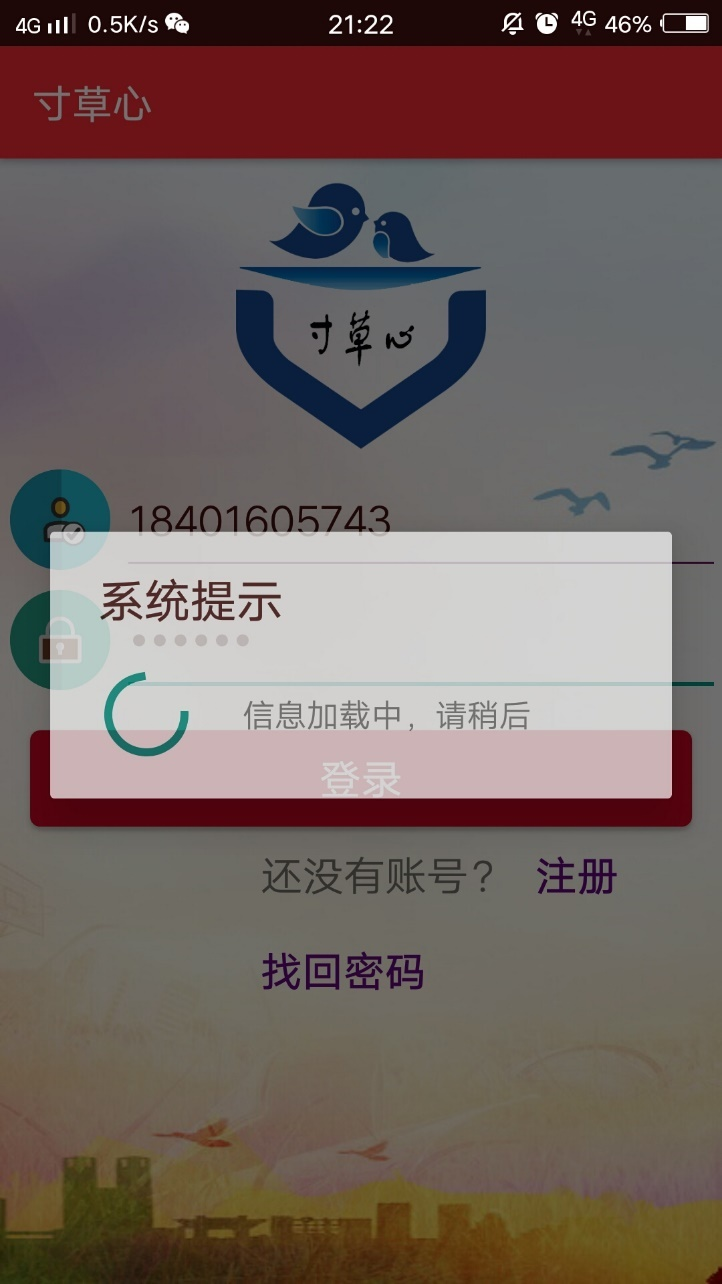 4G 0.5K/s 21:22 4G 46%
寸草心
寸草心
18401605743
系统提示
••••••
信息加载中，请稍后
登录
还没有账号？ 注册
找回密码